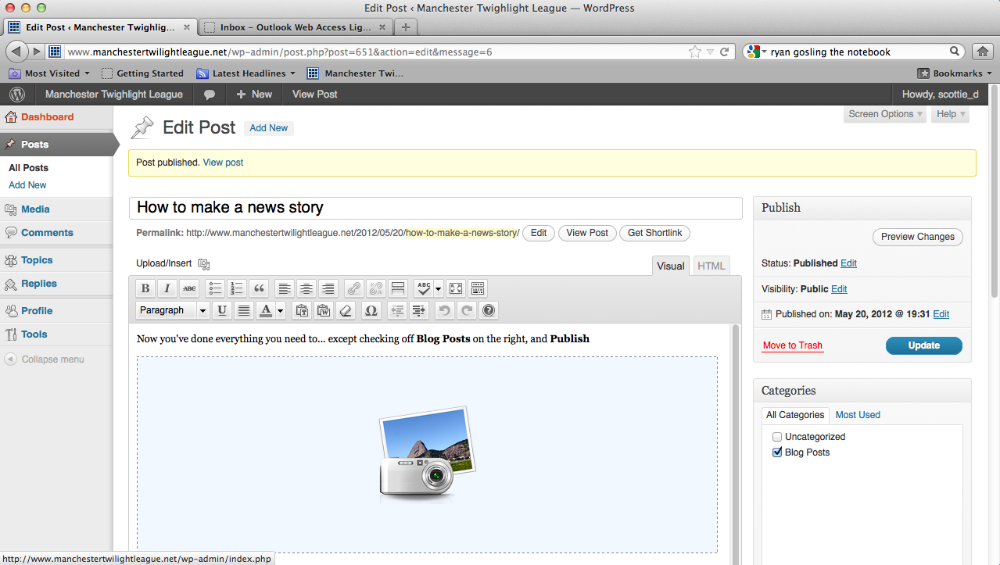 Edit Post ‹ Manchester Twighlight League — WordPress
Edit Post ‹ Manchester Twighlig...
Inbox – Outlook Web Access Lig...
www.manchestertwilightleague.net/wp-admin/post.php?post=651&action=edit&message=6
ryan gosling the notebook
Most Visited
Getting Started
Latest Headlines
Manchester Twi...
Bookmarks
Manchester Twighlight League
New
View Post
Howdy, scottie_d
Dashboard
Posts
All Posts
Add New
Media
Comments
Topics
Replies
Profile
Tools
Collapse menu
Screen Options
Help
Edit Post
Add New
Post published. View post
How to make a news story
Permalink: http://www.manchestertwilightleague.net/2012/05/20/how-to-make-a-news-story/
Edit
View Post
Get Shortlink
Upload/Insert
Visual
HTML
B
I
ABC
ABC
Paragraph
U
A
Ω
Now you've done everything you need to... except checking off Blog Posts on the right, and Publish
Publish
Preview Changes
Status: Published Edit
Visibility: Public Edit
Published on: May 20, 2012 @ 19:31 Edit
Move to Trash
Update
Categories
All Categories
Most Used
Uncategorized
Blog Posts
http://www.manchestertwilightleague.net/wp-admin/index.php